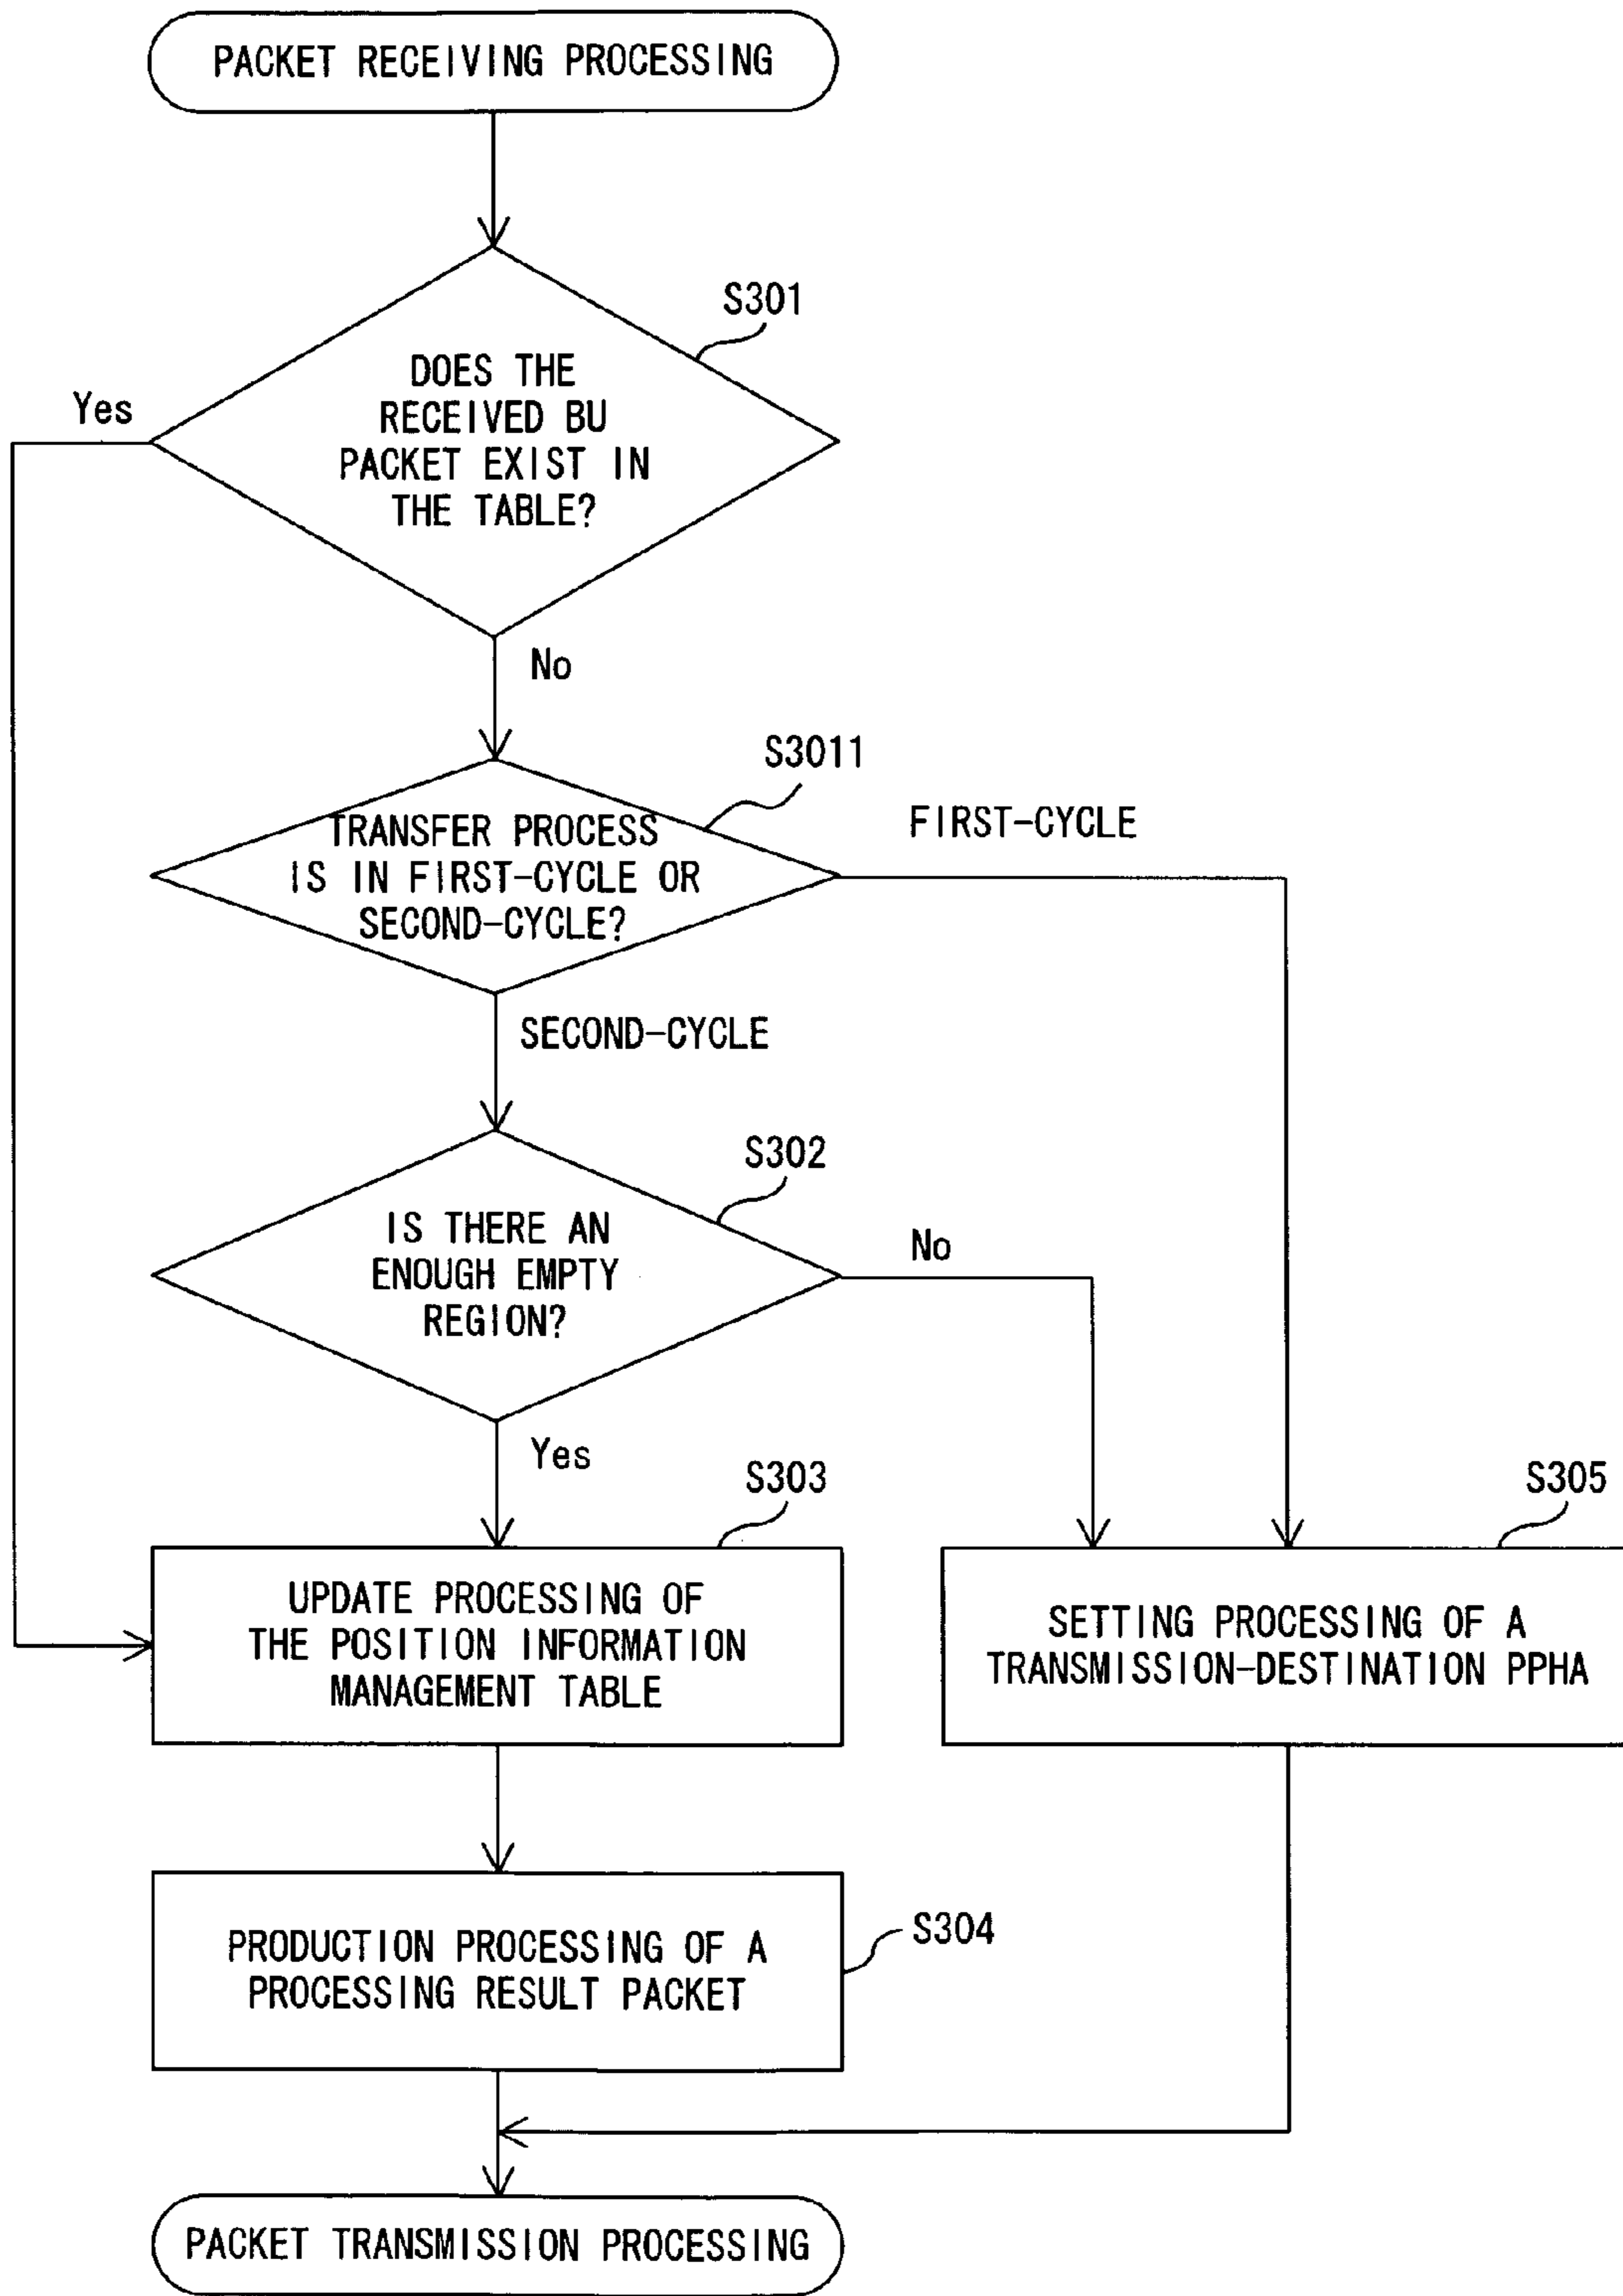 PACKET RECEIVING PROCESSING
S301
DOES THE
RECEIVED BU
PACKET EXIST IN
THE TABLE?
Yes
No
S3011
TRANSFER PROCESS
IS IN FIRST-CYCLE OR
SECOND-CYCLE?
FIRST-CYCLE
SECOND-CYCLE
S302
IS THERE AN
ENOUGH EMPTY
REGION?
No
Yes
S303
UPDATE PROCESSING OF
THE POSITION INFORMATION
MANAGEMENT TABLE
S305
SETTING PROCESSING OF A
TRANSMISSION-DESTINATION PPHA
PRODUCTION PROCESSING OF A
PROCESSING RESULT PACKET
S304
PACKET TRANSMISSION PROCESSING